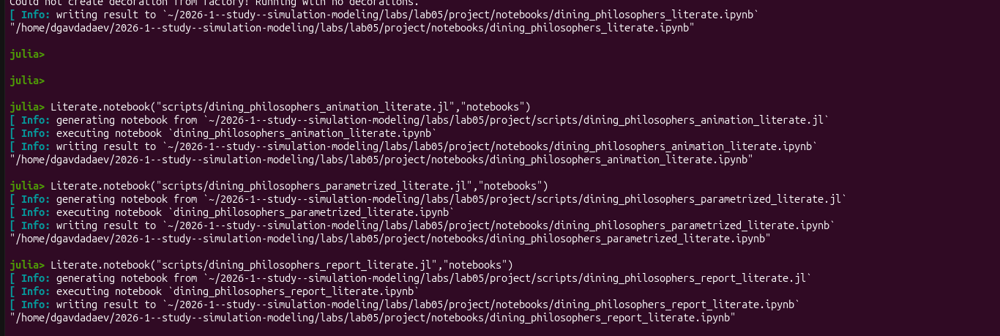 Could not create decoration from factory! Running with no decorations.
[ Info: writing result to `~/2026-1--study--simulation-modeling/labs/lab05/project/notebooks/dining_philosophers_literate.ipynb`
"/home/dgavdadaev/2026-1--study--simulation-modeling/labs/lab05/project/notebooks/dining_philosophers_literate.ipynb"
julia>
julia>
julia> Literate.notebook("scripts/dining_philosophers_animation_literate.jl","notebooks")
[ Info: generating notebook from `~/2026-1--study--simulation-modeling/labs/lab05/project/scripts/dining_philosophers_animation_literate.jl`
[ Info: executing notebook `dining_philosophers_animation_literate.ipynb`
[ Info: writing result to `~/2026-1--study--simulation-modeling/labs/lab05/project/notebooks/dining_philosophers_animation_literate.ipynb`
"/home/dgavdadaev/2026-1--study--simulation-modeling/labs/lab05/project/notebooks/dining_philosophers_animation_literate.ipynb"
julia> Literate.notebook("scripts/dining_philosophers_parametrized_literate.jl","notebooks")
[ Info: generating notebook from `~/2026-1--study--simulation-modeling/labs/lab05/project/scripts/dining_philosophers_parametrized_literate.jl`
[ Info: executing notebook `dining_philosophers_parametrized_literate.ipynb`
[ Info: writing result to `~/2026-1--study--simulation-modeling/labs/lab05/project/notebooks/dining_philosophers_parametrized_literate.ipynb`
"/home/dgavdadaev/2026-1--study--simulation-modeling/labs/lab05/project/notebooks/dining_philosophers_parametrized_literate.ipynb"
julia> Literate.notebook("scripts/dining_philosophers_report_literate.jl","notebooks")
[ Info: generating notebook from `~/2026-1--study--simulation-modeling/labs/lab05/project/scripts/dining_philosophers_report_literate.jl`
[ Info: executing notebook `dining_philosophers_report_literate.ipynb`
[ Info: writing result to `~/2026-1--study--simulation-modeling/labs/lab05/project/notebooks/dining_philosophers_report_literate.ipynb`
"/home/dgavdadaev/2026-1--study--simulation-modeling/labs/lab05/project/notebooks/dining_philosophers_report_literate.ipynb"